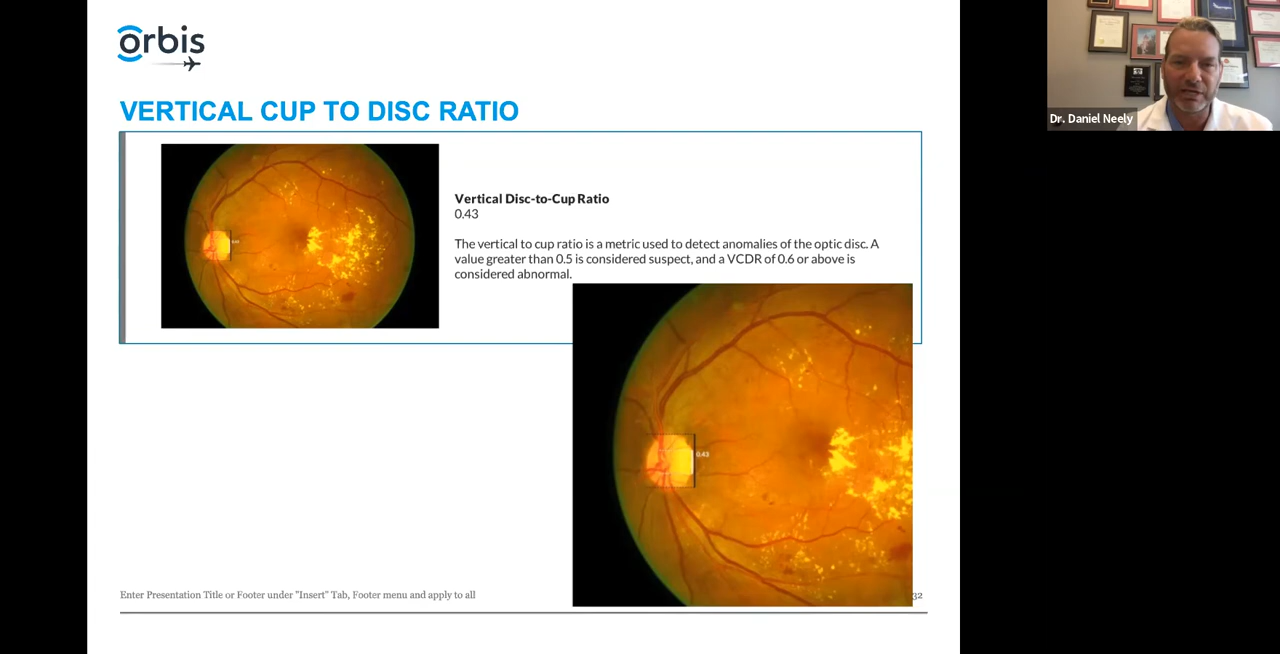 orbis
VERTICAL CUP TO DISC RATIO
Vertical Disc-to-Cup Ratio
0.43
The vertical to cup ratio is a metric used to detect anomalies of the optic disc. A
value greater than 0.5 is considered suspect, and a VCDR of 0.6 or above is
considered abnormal.
0.43
Enter Presentation Title or Footer under "Insert" Tab, Footer menu and apply to all
32
Dr. Daniel Neely